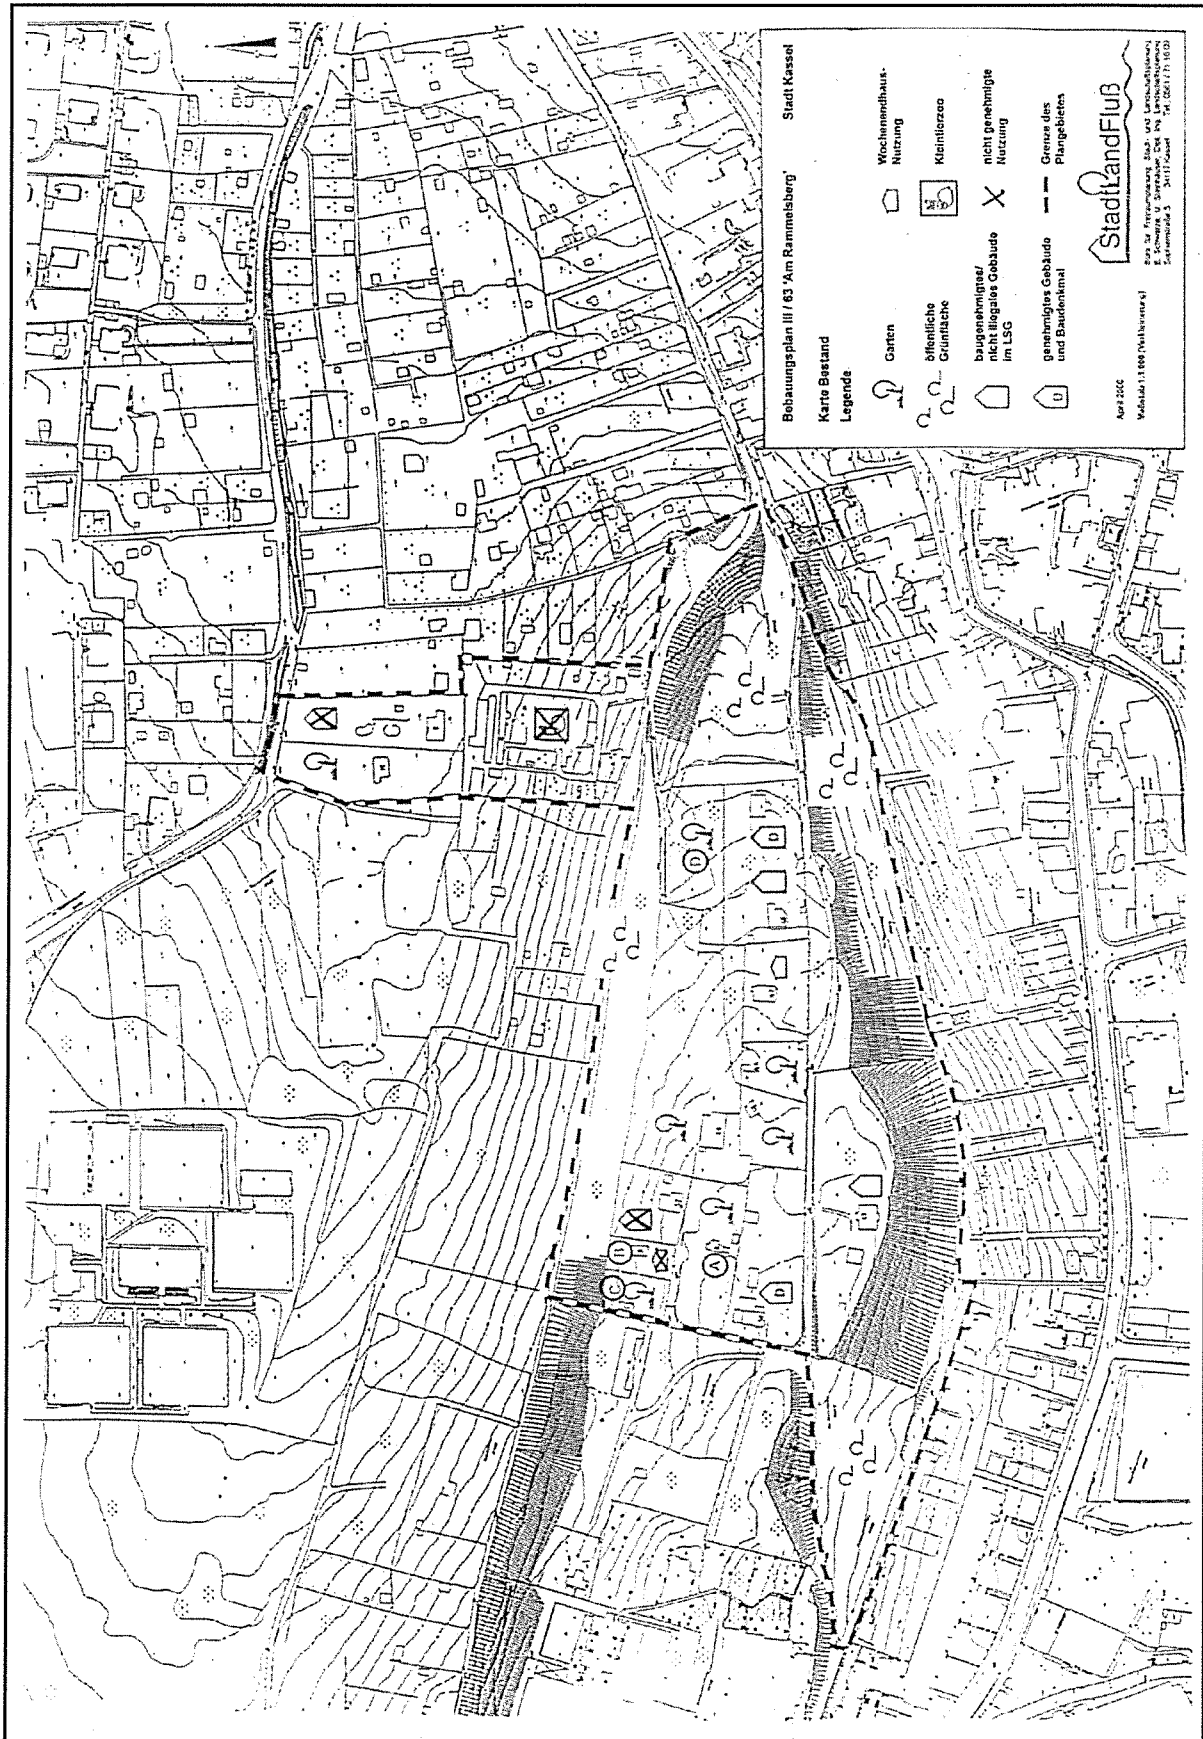 Bebauungsplan III / 63 'Am Rammelsberg' Stadt Kassel
Karte Bestand
Legende
Garten
Wochenendhaus-
Nutzung
öffentliche
Grünfläche
Kleintierzoo
baugenehmigtes/
nicht illegales Gebäude
im LSG
nicht genehmigte
Nutzung
genehmigtes Gebäude
und Baudenkmal
Grenze des
Plangebietes
StadtLandFluß
April 2000
D
D
D
D
A
B
C